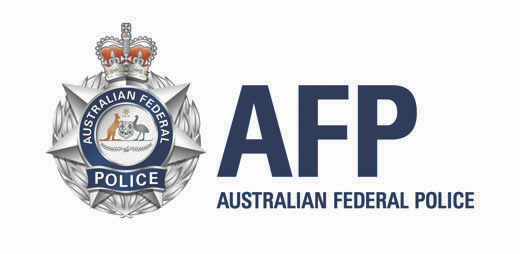 AUSTRALIAN FEDERAL
POLICE
AFP
AUSTRALIAN FEDERAL POLICE